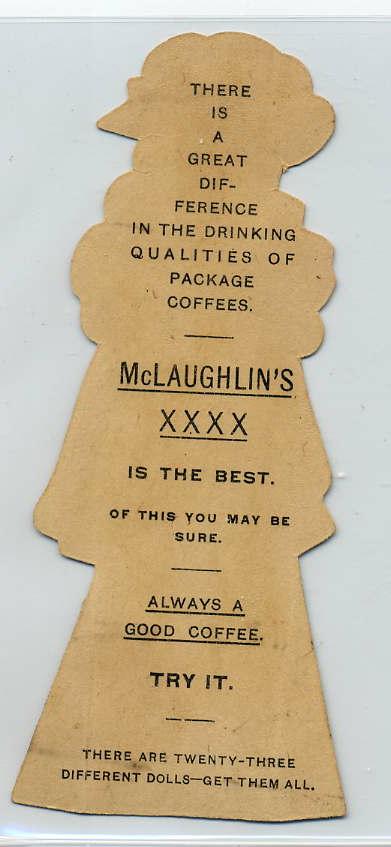 THERE
IS
A
GREAT
DIF-
FERENCE
IN THE DRINKING
QUALITIES OF
PACKAGE
COFFEES.
McLAUGHLIN'S
XXXX
IS THE BEST.
OF THIS YOU MAY BE
SURE.
ALWAYS A
GOOD COFFEE.
TRY IT.
THERE ARE TWENTY-THREE
DIFFERENT DOLLS—GET THEM ALL.